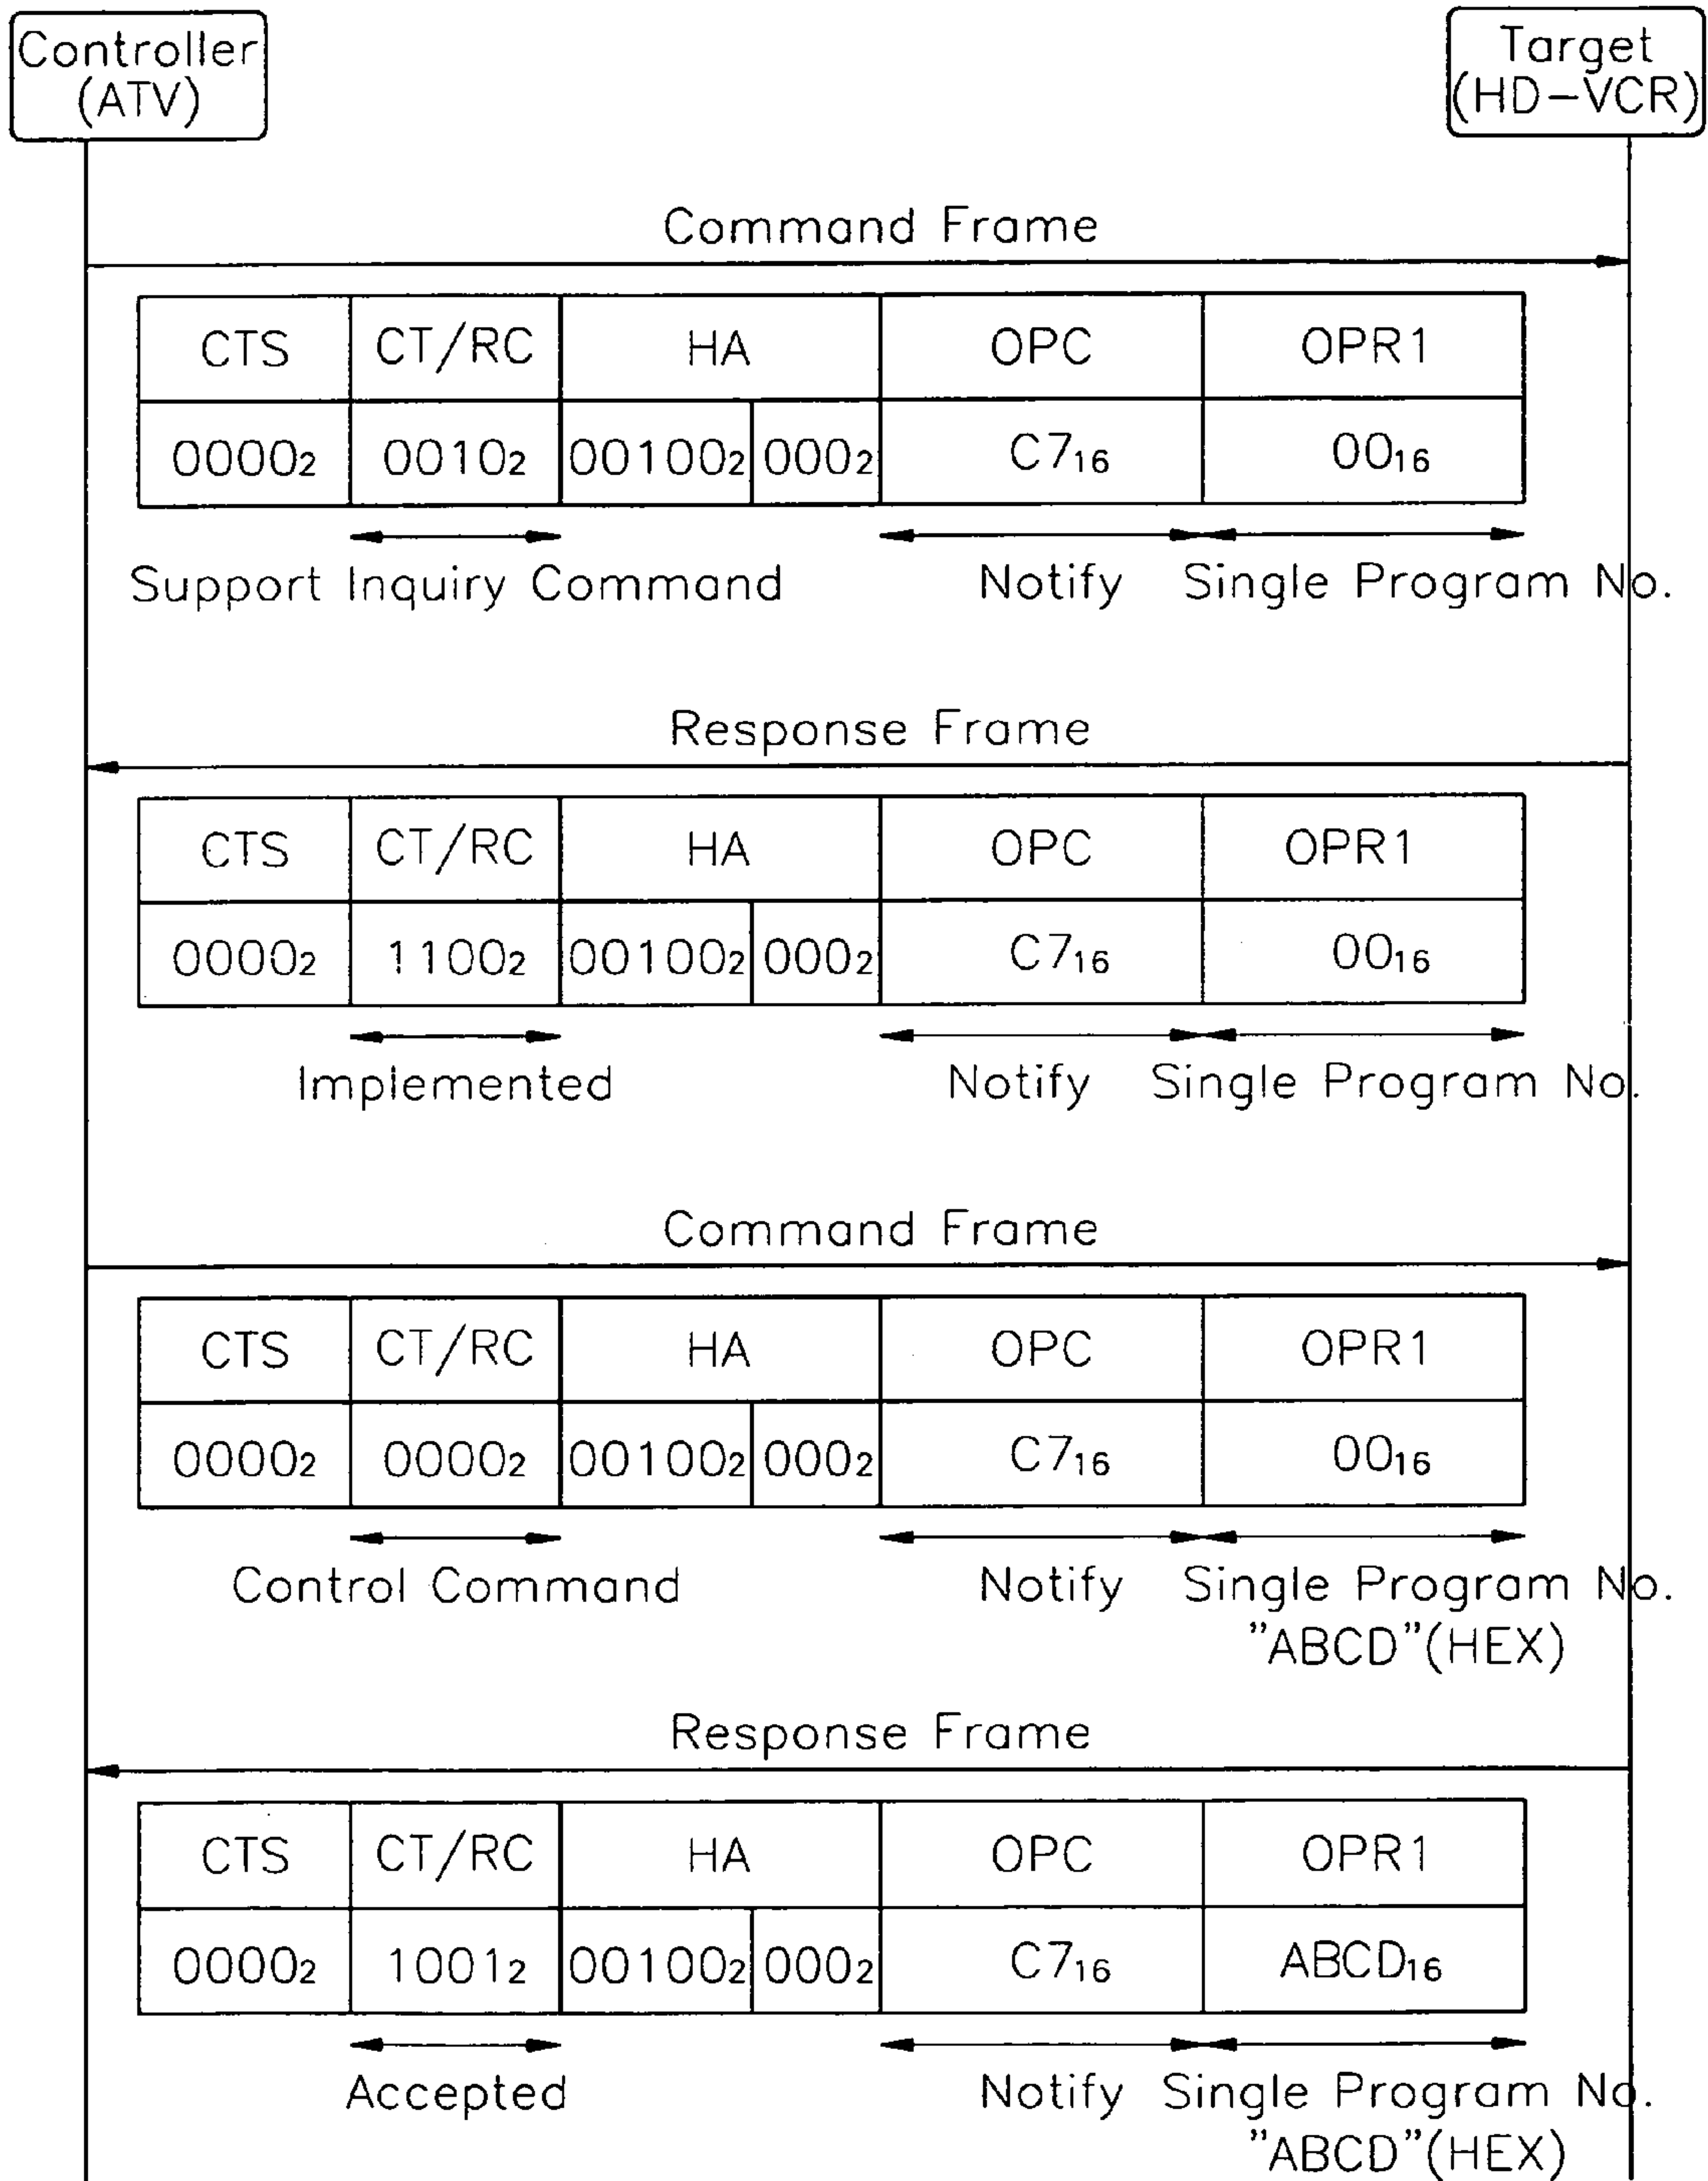 Controller
(ATV)
Target
(HD-VCR)
Command Frame
CTS CT/RC HA OPC OPR1
0000₂ 0010₂ 00100₂ 000₂ C7₁₆ 00₁₆
Support Inquiry Command Notify Single Program No.
Response Frame
CTS CT/RC HA OPC OPR1
0000₂ 1100₂ 00100₂ 000₂ C7₁₆ 00₁₆
Implemented Notify Single Program No.
Command Frame
CTS CT/RC HA OPC OPR1
0000₂ 0000₂ 00100₂ 000₂ C7₁₆ 00₁₆
Control Command Notify Single Program No.
"ABCD"(HEX)
Response Frame
CTS CT/RC HA OPC OPR1
0000₂ 1001₂ 00100₂ 000₂ C7₁₆ ABCD₁₆
Accepted Notify Single Program No.
"ABCD"(HEX)